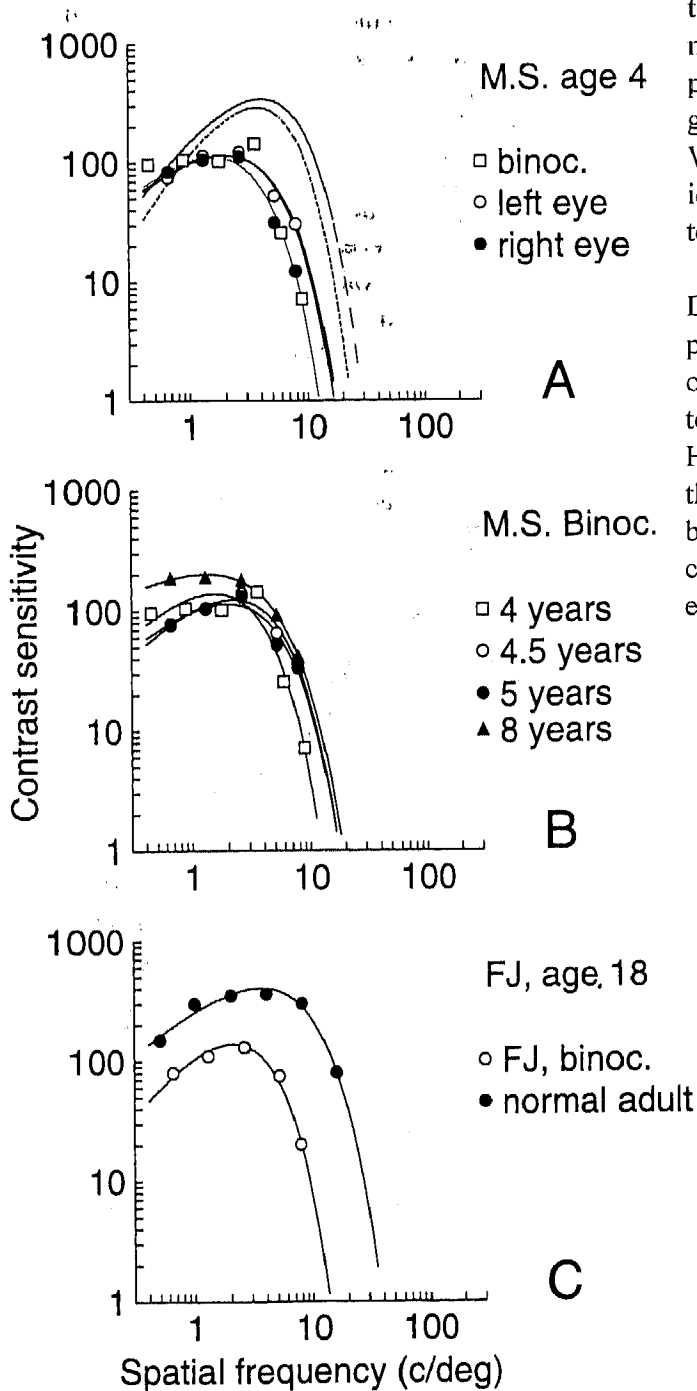 1000
100
10
1
1
10
100
M.S. age 4
binoc.
left eye
right eye
A
Contrast sensitivity
1000
100
10
1
1
10
100
M.S. Binoc.
4 years
4.5 years
5 years
8 years
B
1000
100
10
1
1
10
100
FJ, age 18
FJ, binoc.
normal adult
C
Spatial frequency (c/deg)